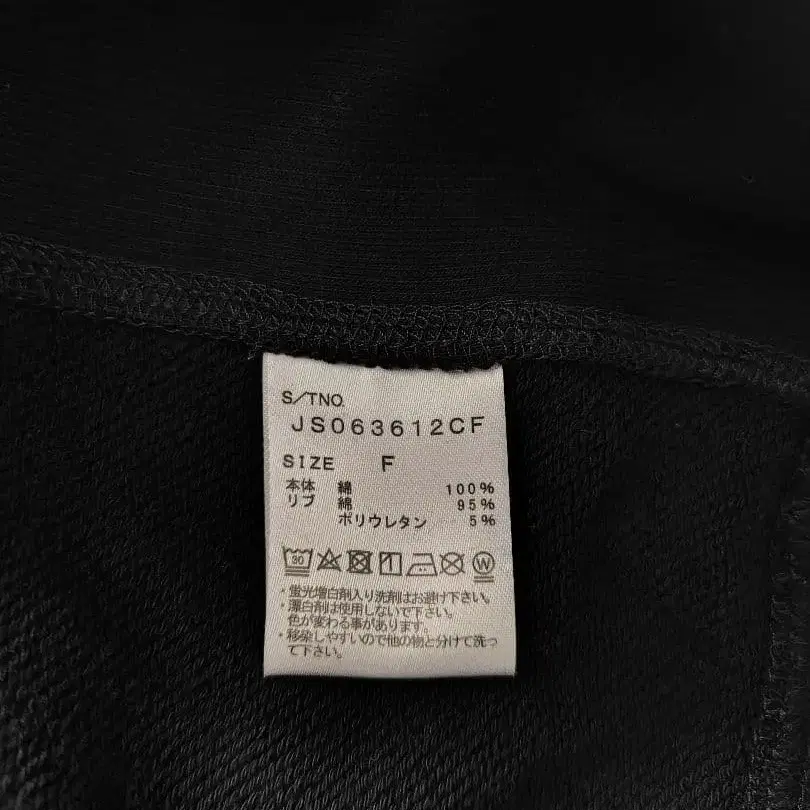 S/TNO.
JS063612CF
SIZE F
本体 綿 100%
リブ 綿 95%
ポリウレタン 5%
30 W
・蛍光増白剤入り洗剤はお避け下さい。
・漂白剤は使用しないで下さい。
色が変わる事があります。
・移染しやすいので他の物と分けて洗っ
て下さい。